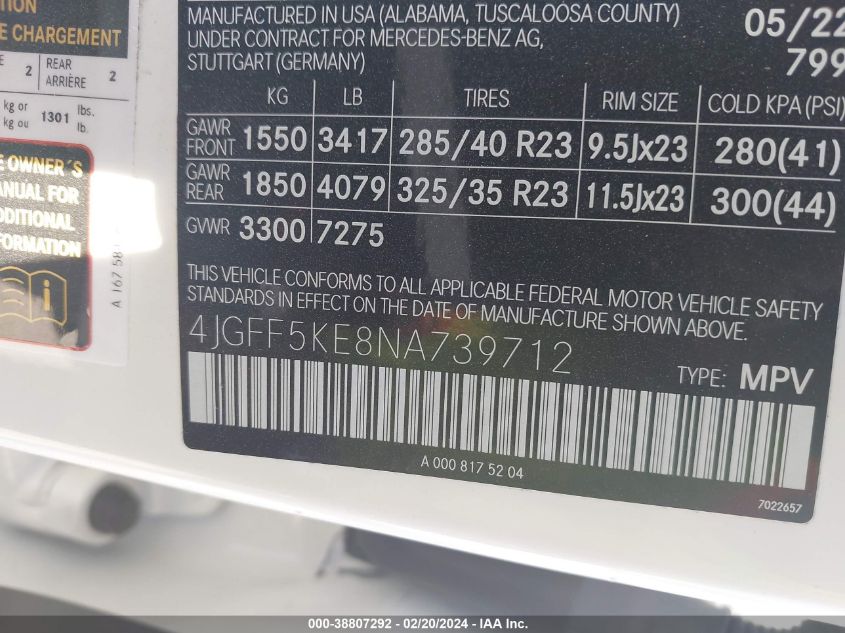 TION
E CHARGEMENT
2 REAR ARRIÈRE 2
kg or
kg ou 1301 lbs.
lb.
E OWNER´S
ANUAL FOR
DDITIONAL
FORMATION
A 167 58
MANUFACTURED IN USA (ALABAMA, TUSCALOOSA COUNTY)
UNDER CONTRACT FOR MERCEDES-BENZ AG,
STUTTGART (GERMANY)
05/22
799
KG LB TIRES RIM SIZE COLD KPA (PSI)
GAWR FRONT 1550 3417 285/40 R23 9.5Jx23 280(41)
GAWR REAR 1850 4079 325/35 R23 11.5Jx23 300(44)
GVWR 3300 7275
THIS VEHICLE CONFORMS TO ALL APPLICABLE FEDERAL MOTOR VEHICLE SAFETY
STANDARDS IN EFFECT ON THE DATE OF MANUFACTURE SHOWN ABOVE.
4JGFF5KE8NA739712
TYPE: MPV
A 000 817 52 04
7022657
000-38807292 - 02/20/2024 - IAA Inc.